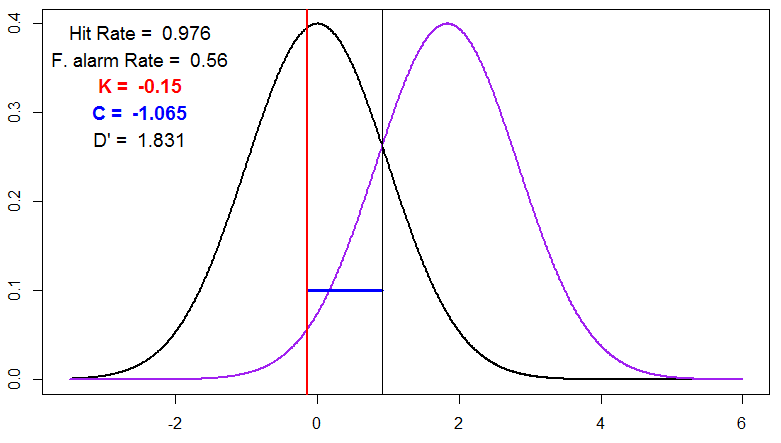 Hit Rate = 0.976
F. alarm Rate = 0.56
K = -0.15
C = -1.065
D' = 1.831
0.4
0.3
0.2
0.1
0.0
-2 0 2 4 6